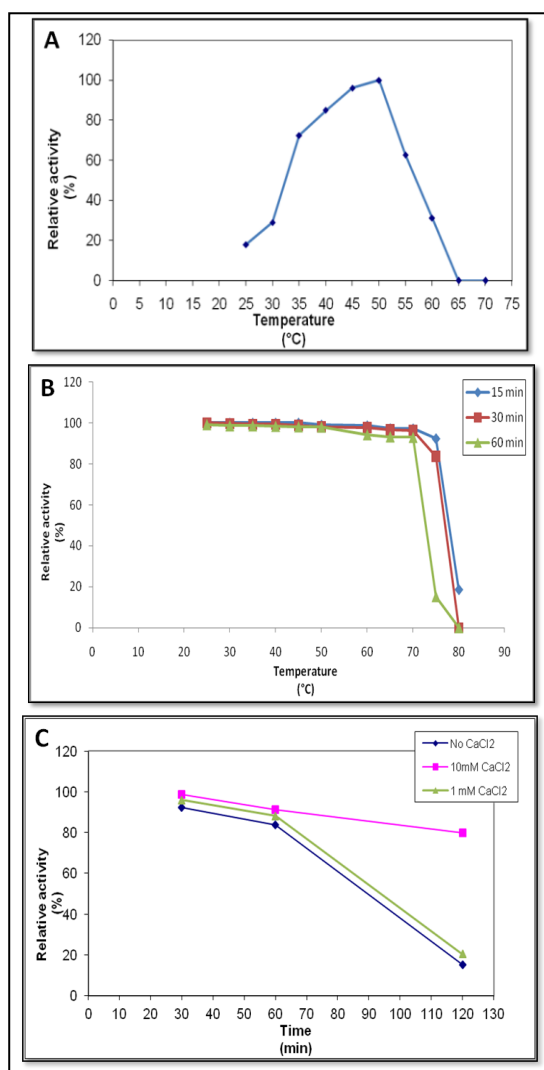 A
120
100
80
60
40
20
0
Relative activity
(%)
0 5 10 15 20 25 30 35 40 45 50 55 60 65 70 75
Temperature
(°C)
B
120
100
80
60
40
20
0
Relative activity
(%)
0 10 20 30 40 50 60 70 80 90
Temperature
(°C)
15 min
30 min
60 min
C
120
100
80
60
40
20
0
Relative activity
(%)
0 10 20 30 40 50 60 70 80 90 100 110 120 130
Time
(min)
No CaCl2
10mM CaCl2
1 mM CaCl2